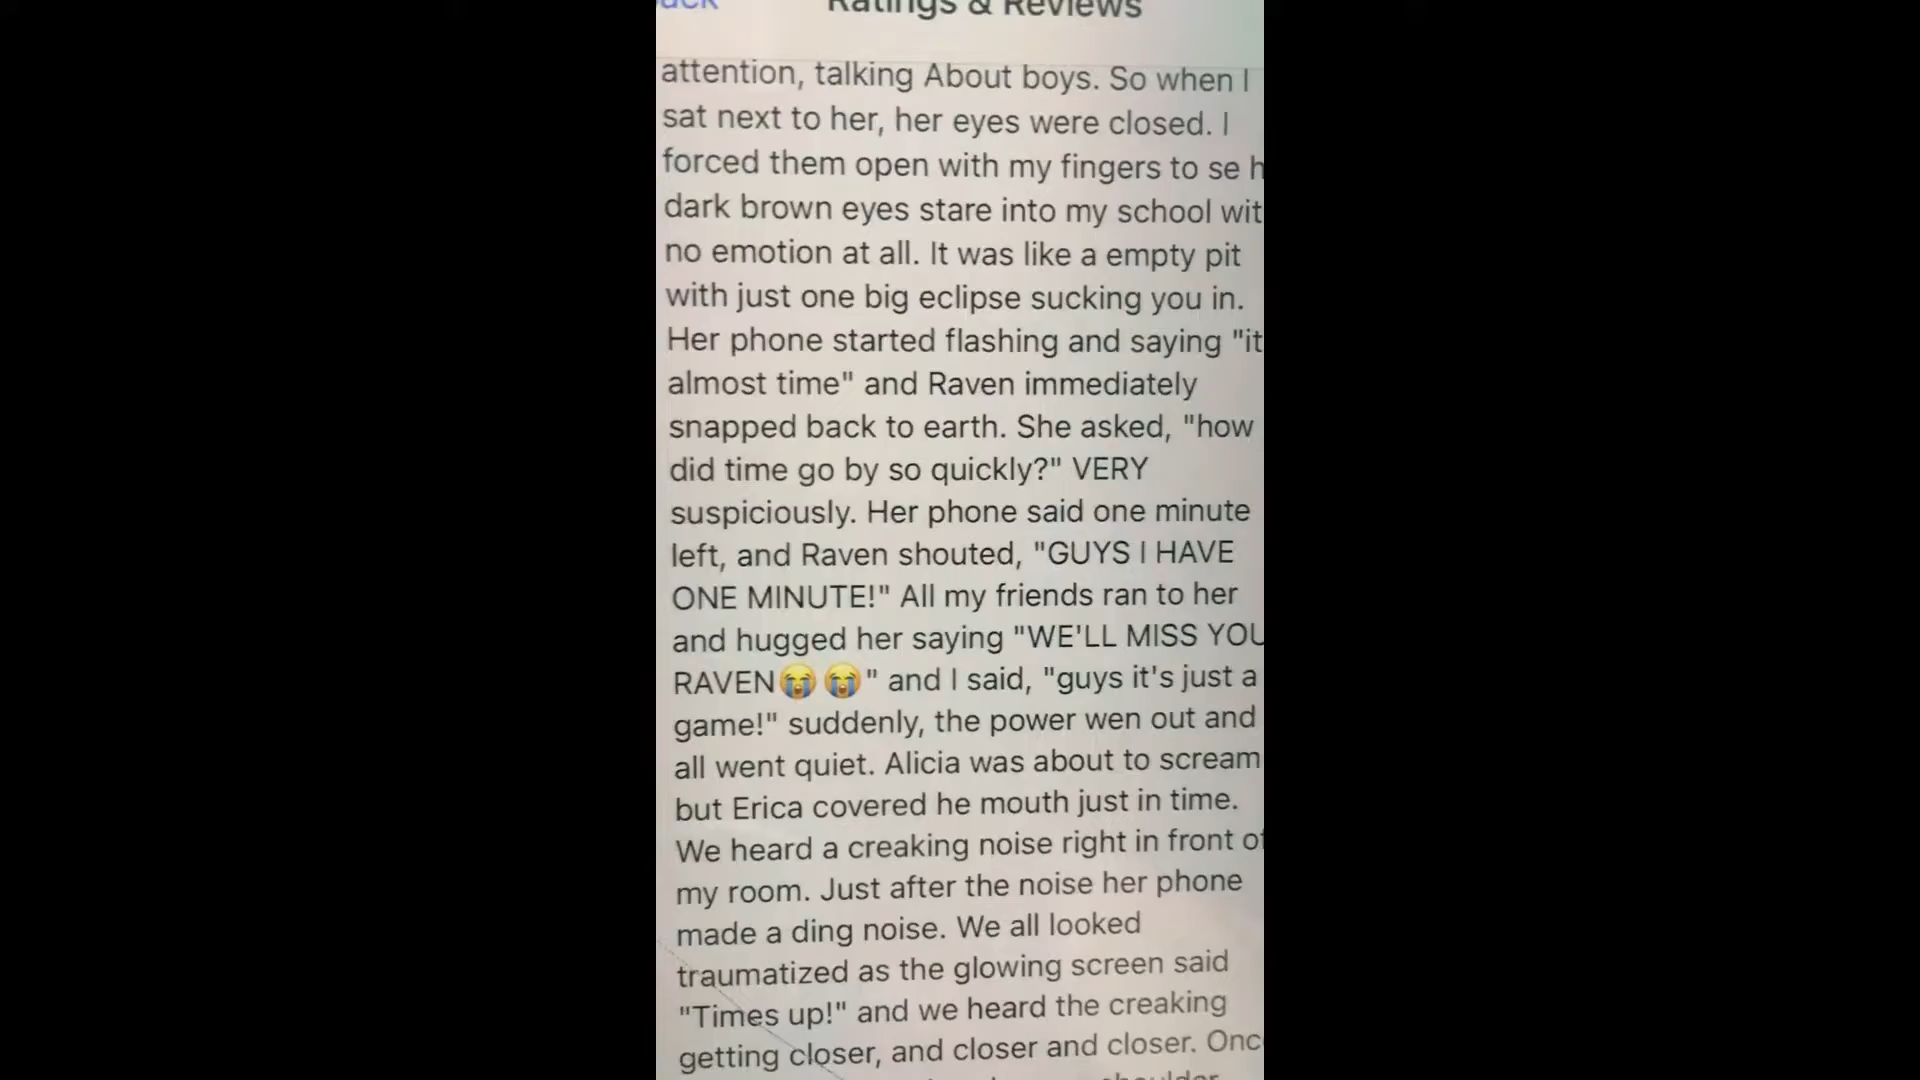 Ratings & Reviews
attention, talking About boys. So when I
sat next to her, her eyes were closed. I
forced them open with my fingers to se h
dark brown eyes stare into my school wit
no emotion at all. It was like a empty pit
with just one big eclipse sucking you in.
Her phone started flashing and saying "it
almost time" and Raven immediately
snapped back to earth. She asked, "how
did time go by so quickly?" VERY
suspiciously. Her phone said one minute
left, and Raven shouted, "GUYS I HAVE
ONE MINUTE!" All my friends ran to her
and hugged her saying "WE'LL MISS YOU
RAVEN😭😭" and I said, "guys it's just a
game!" suddenly, the power wen out and
all went quiet. Alicia was about to scream
but Erica covered he mouth just in time.
We heard a creaking noise right in front of
my room. Just after the noise her phone
made a ding noise. We all looked
traumatized as the glowing screen said
"Times up!" and we heard the creaking
getting closer, and closer and closer. Onc